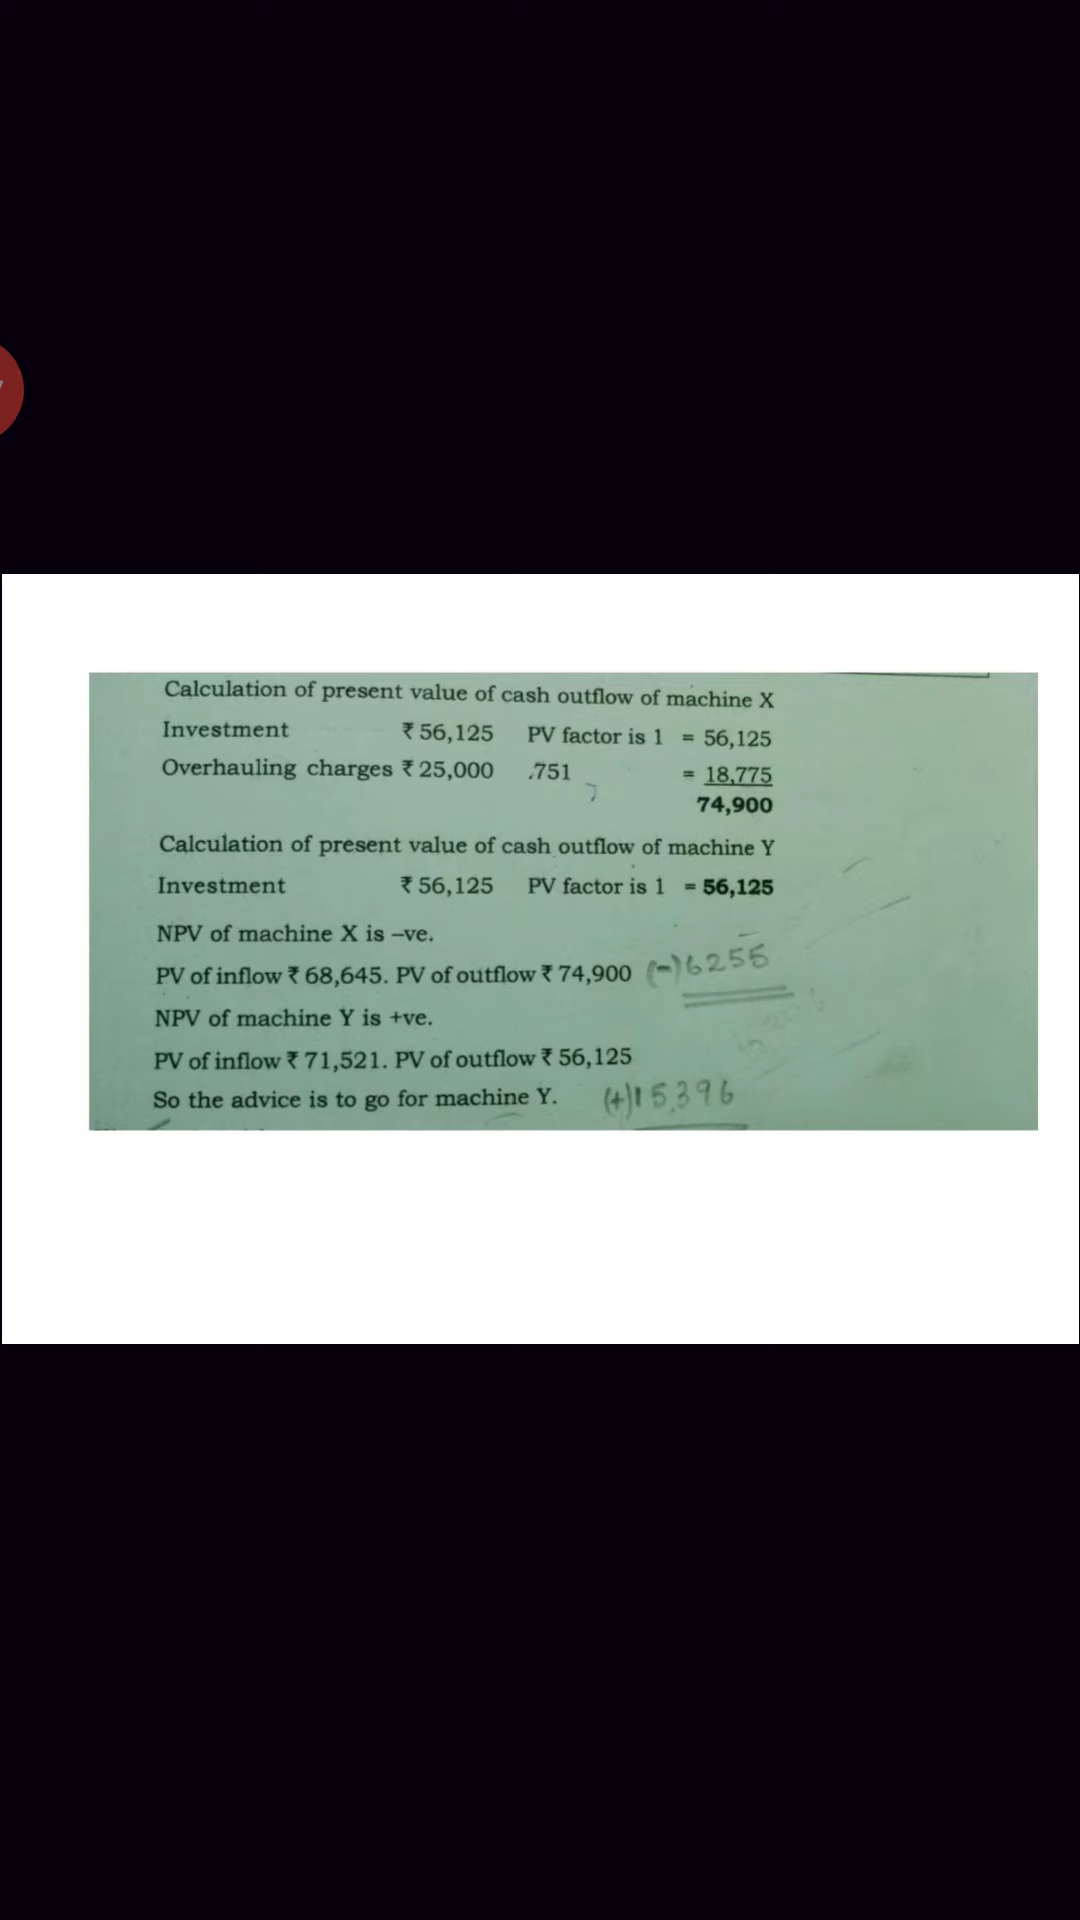 Calculation of present value of cash outflow of machine X
Investment ₹ 56,125 PV factor is 1 = 56,125
Overhauling charges ₹ 25,000 .751 = 18,775
74,900
Calculation of present value of cash outflow of machine Y
Investment ₹ 56,125 PV factor is 1 = 56,125
NPV of machine X is –ve.
PV of inflow ₹ 68,645. PV of outflow ₹ 74,900 (-)6255
NPV of machine Y is +ve.
PV of inflow ₹ 71,521. PV of outflow ₹ 56,125
So the advice is to go for machine Y. (+)15,396